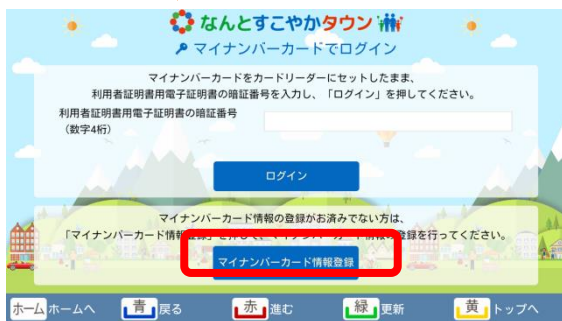 なんとすこやかタウン
マイナンバーカードでログイン
マイナンバーカードをカードリーダーにセットしたまま、
利用者証明書用電子証明書の暗証番号を入力し、「ログイン」を押してください。
利用者証明書用電子証明書の暗証番号
（数字4桁）
ログイン
マイナンバーカード情報の登録がお済みでない方は、
「マイナンバーカード情報登録」を押して、マイナンバーカード情報の登録を行ってください。
マイナンバーカード情報登録
ホーム ホームへ 青 戻る 赤 進む 緑 更新 黄 トップへ